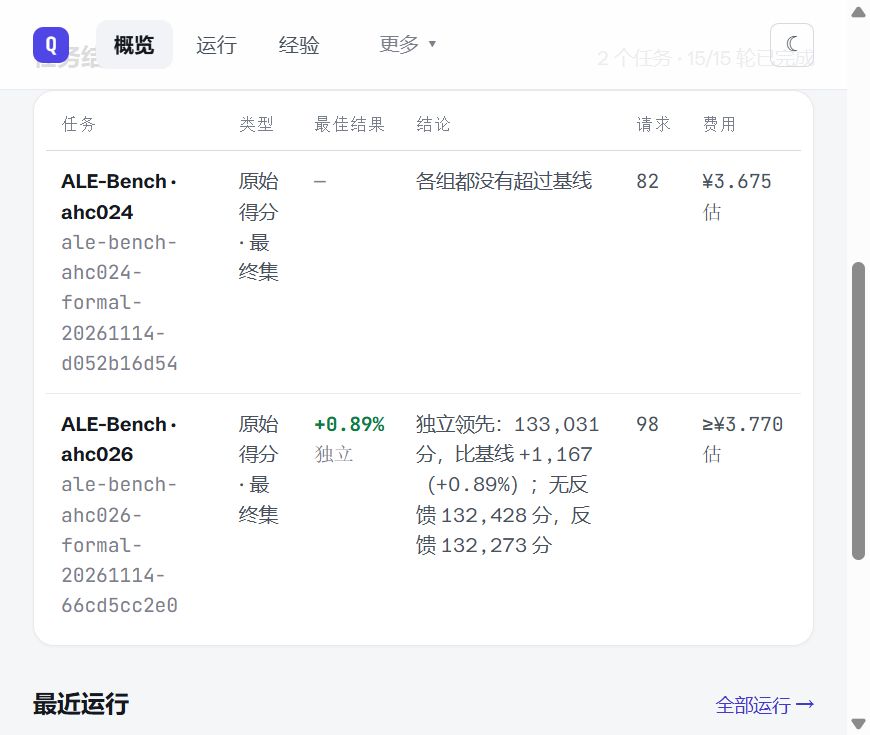 Q 概览 运行 经验 更多 ▾
任务结
2 个任务 · 15/15 轮已完成
任务 类型 最佳结果 结论 请求 费用
ALE-Bench · 原始 — 各组都没有超过基线 82 ¥3.675
ahc024 得分 估
ale-bench- · 最
ahc024- 终集
formal-
20261114-
d052b16d54
ALE-Bench · 原始 +0.89% 独立领先：133,031 98 ≥¥3.770
ahc026 得分 独立 分，比基线 +1,167 估
ale-bench- · 最 （+0.89%）；无反
ahc026- 终集 馈 132,428 分，反
formal- 馈 132,273 分
20261114-
66cd5cc2e0
最近运行 全部运行 →